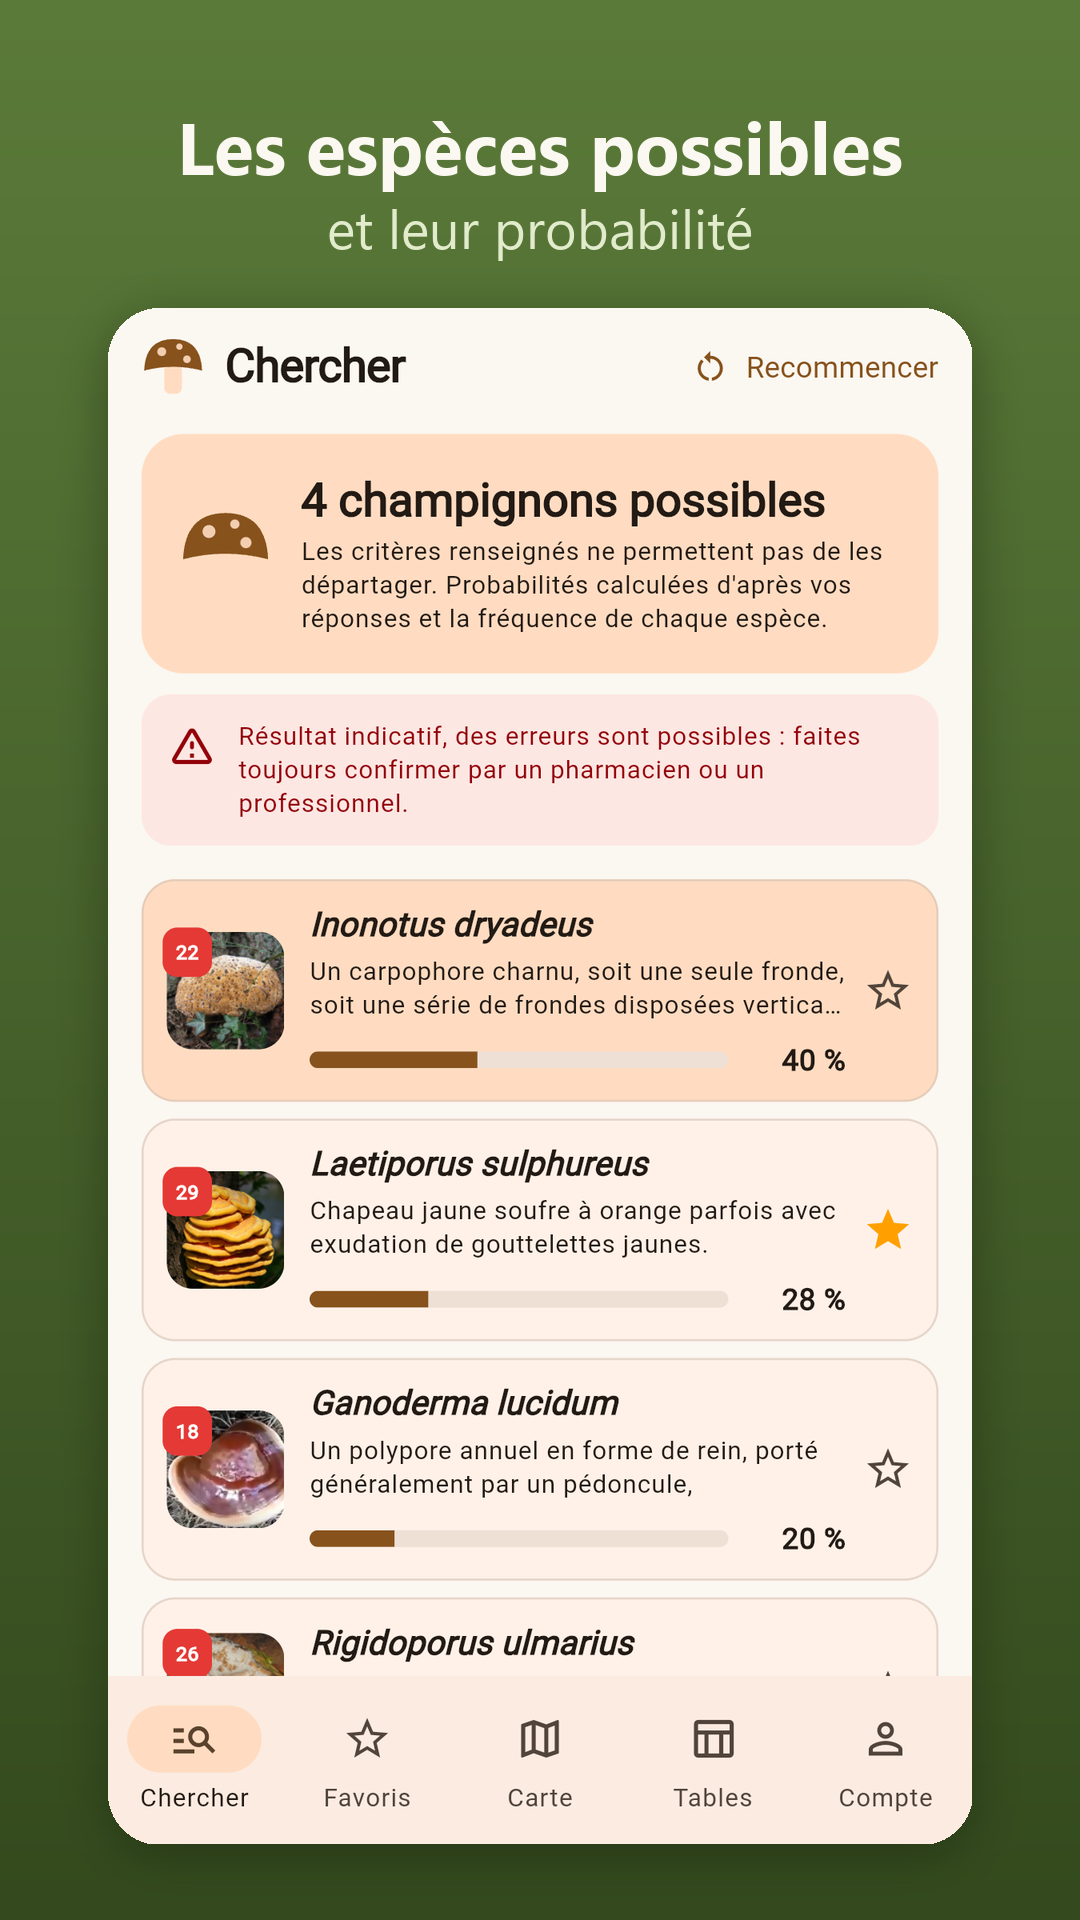 Les espèces possibles
et leur probabilité
Chercher
Recommencer
4 champignons possibles
Les critères renseignés ne permettent pas de les
départager. Probabilités calculées d'après vos
réponses et la fréquence de chaque espèce.
Résultat indicatif, des erreurs sont possibles : faites
toujours confirmer par un pharmacien ou un
professionnel.
22
Inonotus dryadeus
Un carpophore charnu, soit une seule fronde,
soit une série de frondes disposées vertica...
40 %
29
Laetiporus sulphureus
Chapeau jaune soufre à orange parfois avec
exudation de gouttelettes jaunes.
28 %
18
Ganoderma lucidum
Un polypore annuel en forme de rein, porté
généralement par un pédoncule,
20 %
26
Rigidoporus ulmarius
Chercher
Favoris
Carte
Tables
Compte